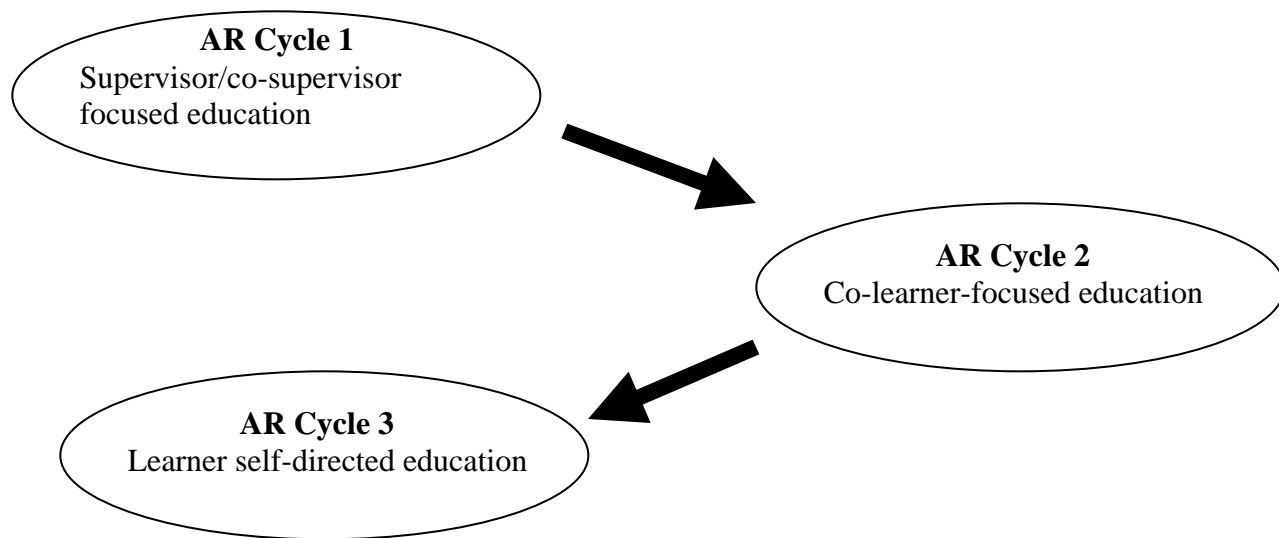 AR Cycle 1
Supervisor/co-supervisor
focused education
AR Cycle 2
Co-learner-focused education
AR Cycle 3
Learner self-directed education